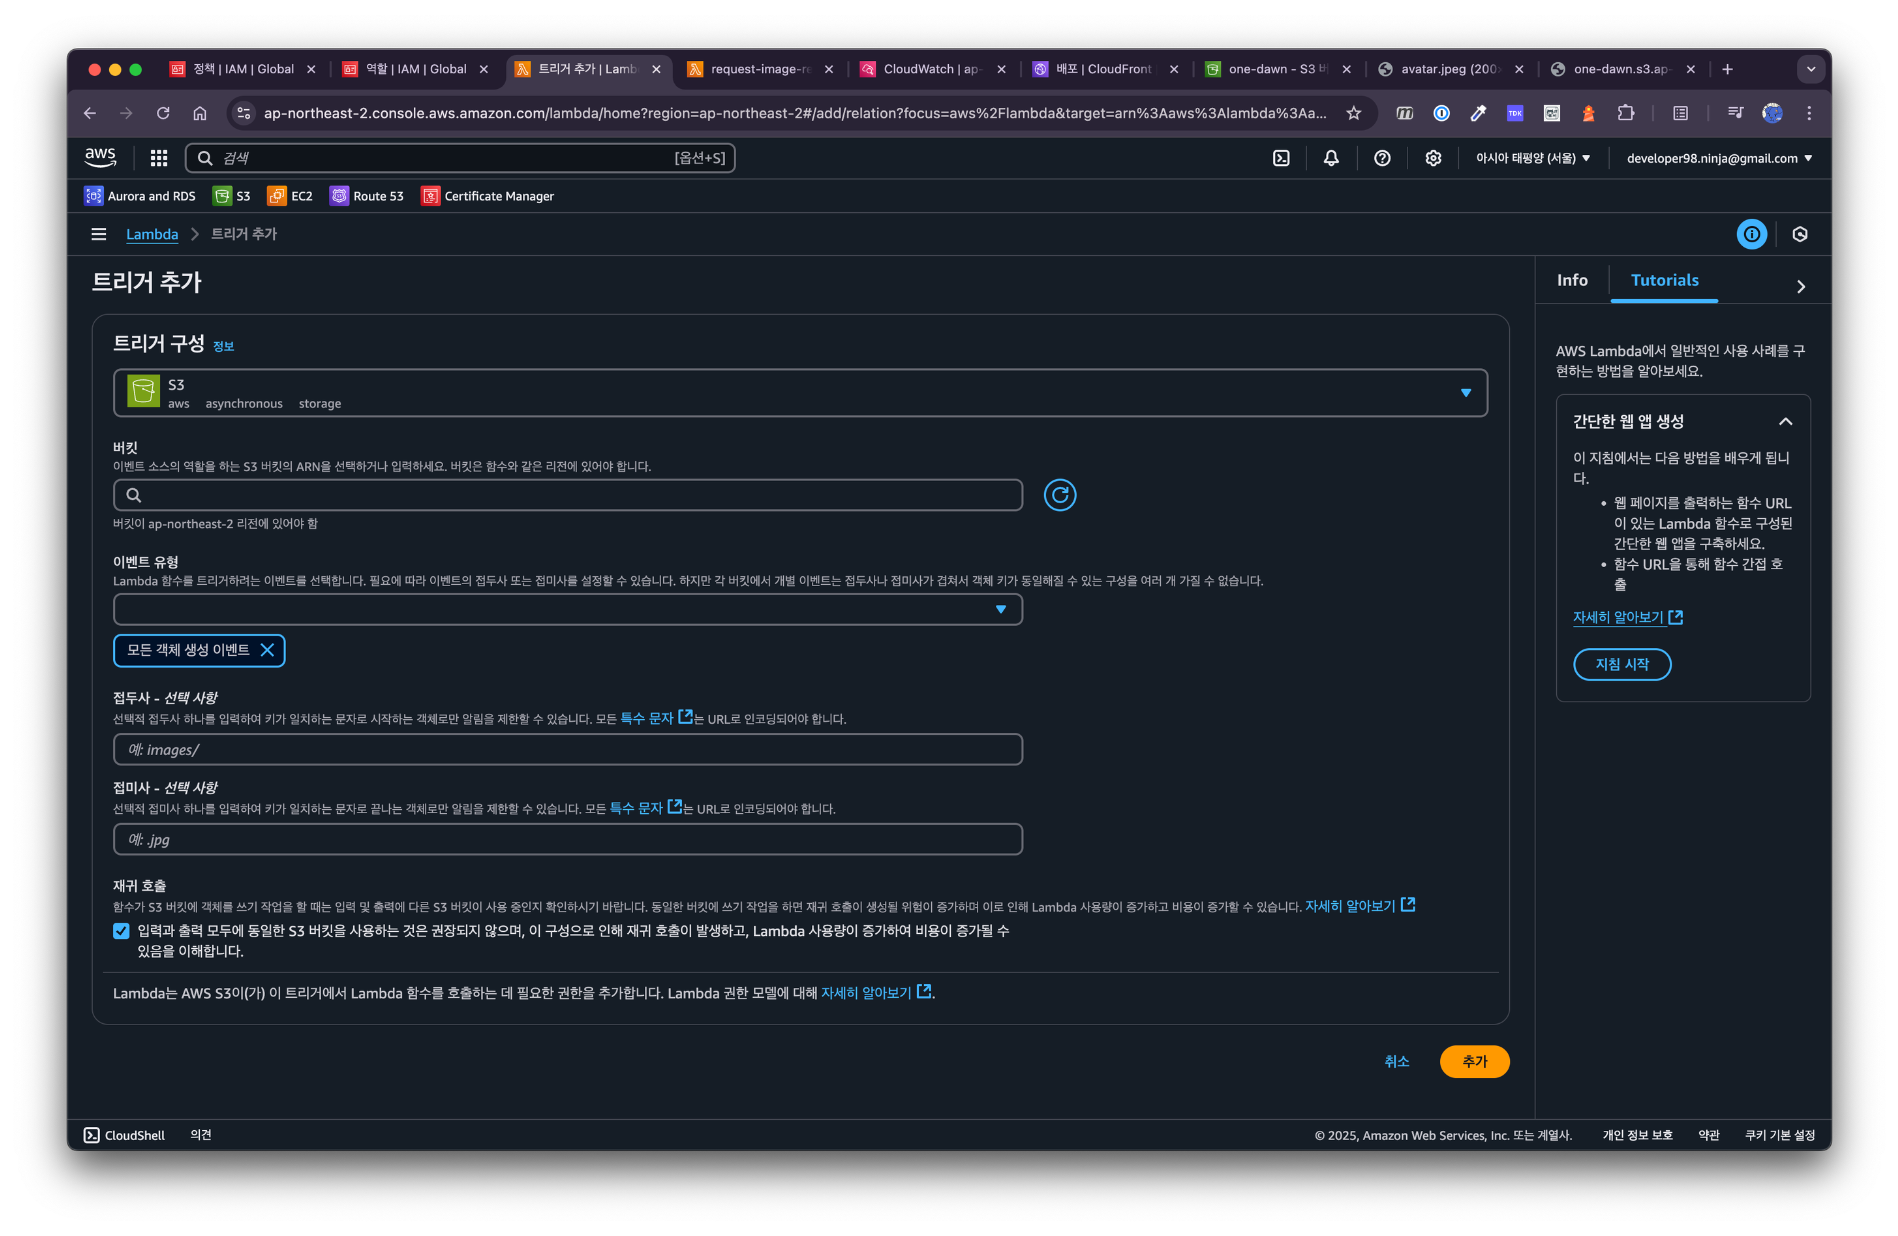 정책 | IAM | Global
역할 | IAM | Global
트리거 추가 | Lamb
request-image-re
CloudWatch | ap-
배포 | CloudFront
one-dawn - S3 버
avatar.jpeg (200
one-dawn.s3.ap-
ap-northeast-2.console.aws.amazon.com/lambda/home?region=ap-northeast-2#/add/relation?focus=aws%2Flambda&target=arn%3Aaws%3Alambda%3Aa...
TDK
aws
검색
[옵션+S]
아시아 태평양 (서울)
developer98.ninja@gmail.com
Aurora and RDS
S3
EC2
Route 53
Certificate Manager
Lambda
트리거 추가
트리거 추가
트리거 구성 정보
S3
aws asynchronous storage
버킷
이벤트 소스의 역할을 하는 S3 버킷의 ARN을 선택하거나 입력하세요. 버킷은 함수와 같은 리전에 있어야 합니다.
버킷이 ap-northeast-2 리전에 있어야 함
이벤트 유형
Lambda 함수를 트리거하려는 이벤트를 선택합니다. 필요에 따라 이벤트의 접두사 또는 접미사를 설정할 수 있습니다. 하지만 각 버킷에서 개별 이벤트는 접두사나 접미사가 겹쳐서 객체 키가 동일해질 수 있는 구성을 여러 개 가질 수 없습니다.
모든 객체 생성 이벤트
접두사 - 선택 사항
선택적 접두사 하나를 입력하여 키가 일치하는 문자로 시작하는 객체로만 알림을 제한할 수 있습니다. 모든 특수 문자는 URL로 인코딩되어야 합니다.
예: images/
접미사 - 선택 사항
선택적 접미사 하나를 입력하여 키가 일치하는 문자로 끝나는 객체로만 알림을 제한할 수 있습니다. 모든 특수 문자는 URL로 인코딩되어야 합니다.
예: .jpg
재귀 호출
함수가 S3 버킷에 객체를 쓰기 작업을 할 때는 입력 및 출력에 다른 S3 버킷이 사용 중인지 확인하시기 바랍니다. 동일한 버킷에 쓰기 작업을 하면 재귀 호출이 생성될 위험이 증가하며 이로 인해 Lambda 사용량이 증가하고 비용이 증가할 수 있습니다. 자세히 알아보기
입력과 출력 모두에 동일한 S3 버킷을 사용하는 것은 권장되지 않으며, 이 구성으로 인해 재귀 호출이 발생하고, Lambda 사용량이 증가하여 비용이 증가될 수
있음을 이해합니다.
Lambda는 AWS S3이(가) 이 트리거에서 Lambda 함수를 호출하는 데 필요한 권한을 추가합니다. Lambda 권한 모델에 대해 자세히 알아보기.
취소
추가
Info
Tutorials
AWS Lambda에서 일반적인 사용 사례를 구
현하는 방법을 알아보세요.
간단한 웹 앱 생성
이 지침에서는 다음 방법을 배우게 됩니
다.
• 웹 페이지를 출력하는 함수 URL
이 있는 Lambda 함수로 구성된
간단한 웹 앱을 구축하세요.
• 함수 URL을 통해 함수 간접 호
출
자세히 알아보기
지침 시작
CloudShell
의견
© 2025, Amazon Web Services, Inc. 또는 계열사.
개인 정보 보호
약관
쿠키 기본 설정